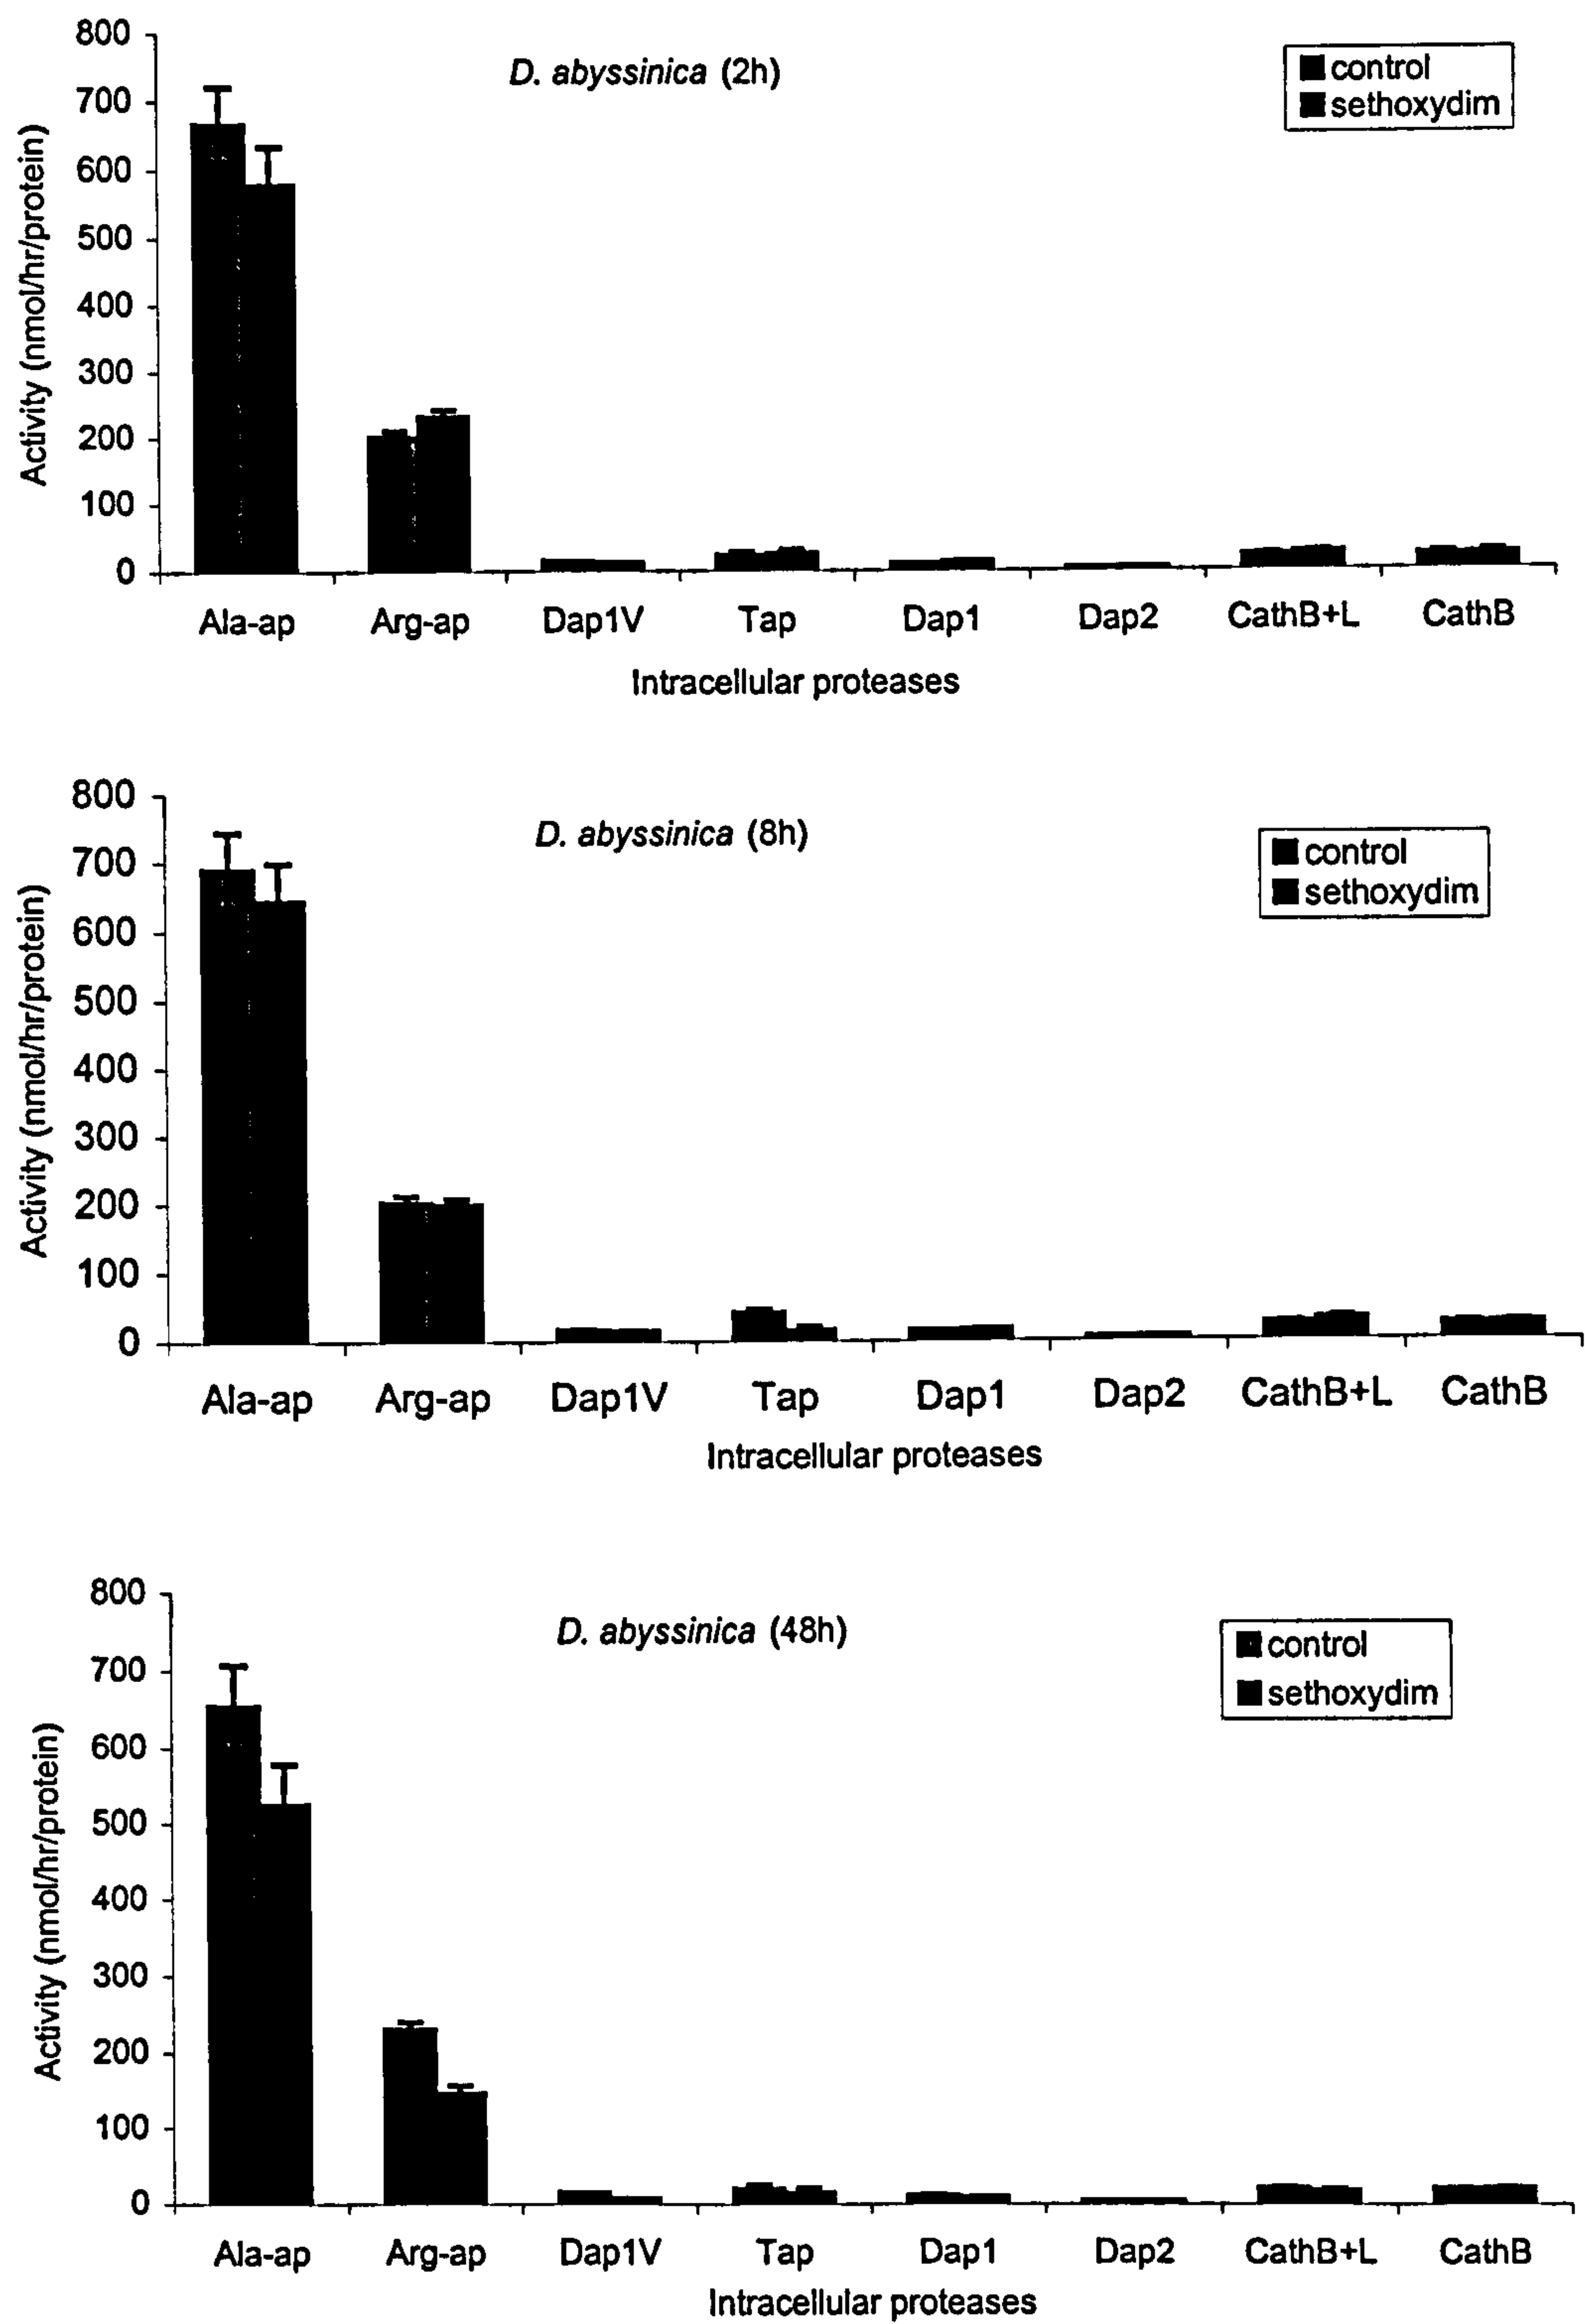 800
700
600
500
400
300
200
100
0
Activity (nmol/hr/protein)
D. abyssinica (2h)
control
sethoxydim
Ala-ap Arg-ap Dap1V Tap Dap1 Dap2 CathB+L CathB
Intracellular proteases
800
700
600
500
400
300
200
100
0
Activity (nmol/hr/protein)
D. abyssinica (8h)
control
sethoxydim
Ala-ap Arg-ap Dap1V Tap Dap1 Dap2 CathB+L CathB
Intracellular proteases
800
700
600
500
400
300
200
100
0
Activity (nmol/hr/protein)
D. abyssinica (48h)
control
sethoxydim
Ala-ap Arg-ap Dap1V Tap Dap1 Dap2 CathB+L CathB
Intracellular proteases